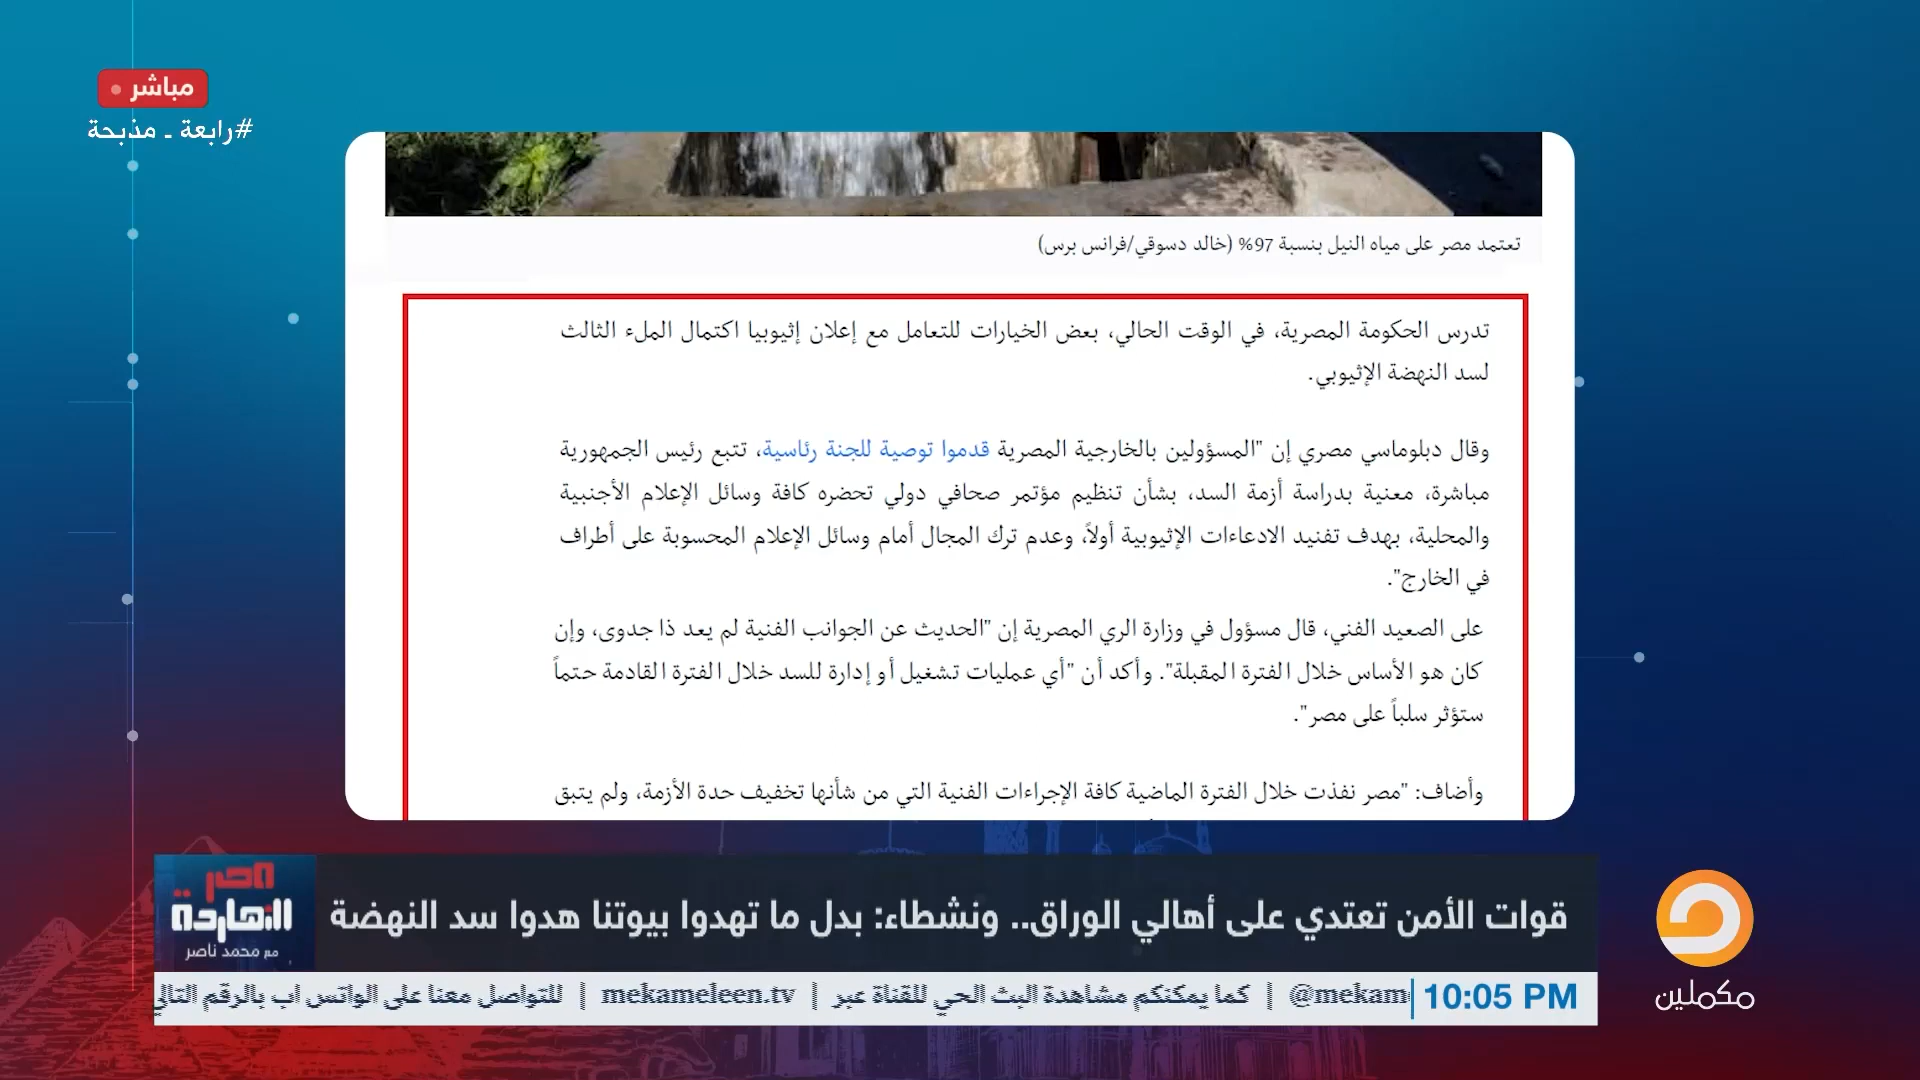 مباشر
#رابعة ـ مذبحة
تعتمد مصر على مياه النيل بنسبة 97% (خالد دسوقي/فرانس برس)
تدرس الحكومة المصرية، في الوقت الحالي، بعض الخيارات للتعامل مع إعلان إثيوبيا اكتمال الملء الثالث
لسد النهضة الإثيوبي.
وقال دبلوماسي مصري إن "المسؤولين بالخارجية المصرية قدموا توصية للجنة رئاسية، تتبع رئيس الجمهورية
مباشرة، معنية بدراسة أزمة السد، بشأن تنظيم مؤتمر صحافي دولي تحضره كافة وسائل الإعلام الأجنبية
والمحلية، بهدف تفنيد الادعاءات الإثيوبية أولاً، وعدم ترك المجال أمام وسائل الإعلام المحسوبة على أطراف
في الخارج".
على الصعيد الفني، قال مسؤول في وزارة الري المصرية إن "الحديث عن الجوانب الفنية لم يعد ذا جدوى، وإن
كان هو الأساس خلال الفترة المقبلة". وأكد أن "أي عمليات تشغيل أو إدارة للسد خلال الفترة القادمة حتماً
ستؤثر سلباً على مصر".
وأضاف: "مصر نفذت خلال الفترة الماضية كافة الإجراءات الفنية التي من شأنها تخفيف حدة الأزمة، ولم يتبق
قوات الأمن تعتدي على أهالي الوراق.. ونشطاء: بدل ما تهدوا بيوتنا هدوا سد النهضة
مصر
النهاردة
مع محمد ناصر
10:05 PM
@mekam | كما يمكنكم مشاهدة البث الحي للقناة عبر | mekameleen.tv | للتواصل معنا على الواتس اب بالرقم التالي
مكملين